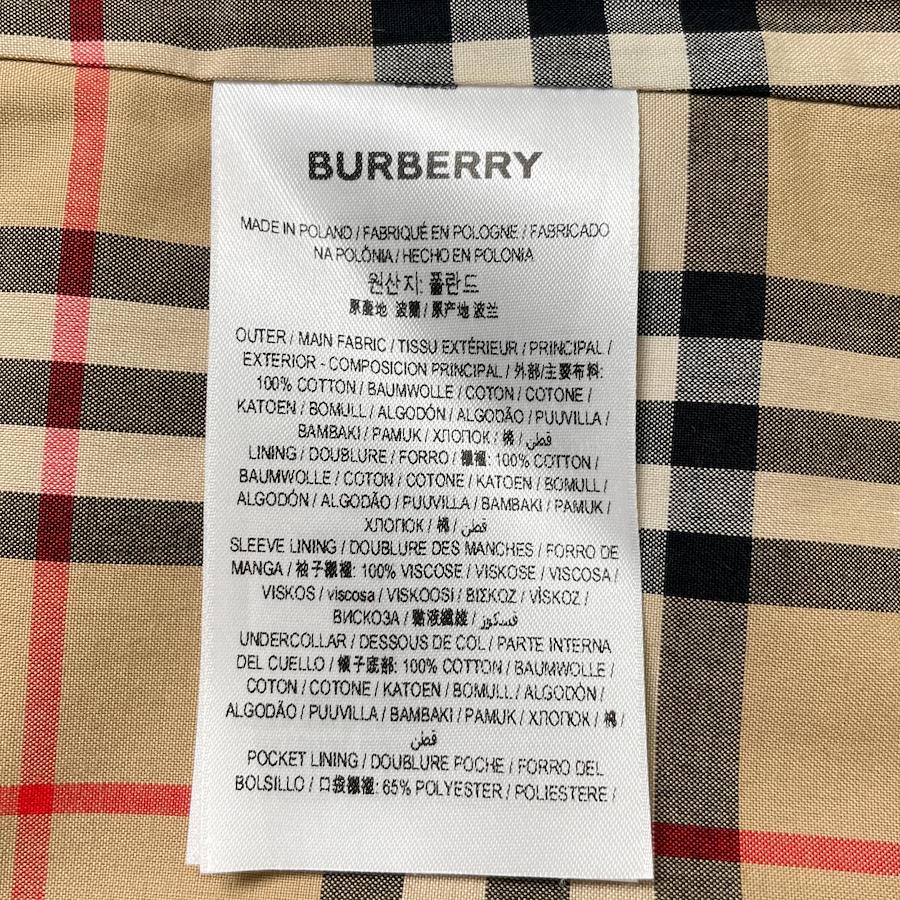 BURBERRY
MADE IN POLAND / FABRIQUÉ EN POLOGNE / FABRICADO
NA POLÔNIA / HECHO EN POLONIA
원산지: 폴란드
原產地 波蘭 / 原产地 波兰
OUTER / MAIN FABRIC / TISSU EXTÉRIEUR / PRINCIPAL /
EXTERIOR - COMPOSICION PRINCIPAL / 外部/主要布料:
100% COTTON / BAUMWOLLE / COTON / COTONE /
KATOEN / BOMULL / ALGODÓN / ALGODÃO / PUUVILLA /
BAMBAKI / PAMUK / ХЛОПОК / 棉 / قطن
LINING / DOUBLURE / FORRO / 襯裡: 100% COTTON /
BAUMWOLLE / COTON / COTONE / KATOEN / BOMULL /
ALGODÓN / ALGODÃO / PUUVILLA / BAMBAKI / PAMUK /
ХЛОПОК / 棉 / قطن
SLEEVE LINING / DOUBLURE DES MANCHES / FORRO DE
MANGA / 袖子襯裡: 100% VISCOSE / VISKOSE / VISCOSA /
VISKOS / viscosa / VISKOOSI / ΒΙΣΚΟΖ / VİSKOZ /
ВИСКОЗА / 黏液纖維 / فسكوز
UNDERCOLLAR / DESSOUS DE COL / PARTE INTERNA
DEL CUELLO / 領子底部: 100% COTTON / BAUMWOLLE /
COTON / COTONE / KATOEN / BOMULL / ALGODÓN /
ALGODÃO / PUUVILLA / BAMBAKI / PAMUK / ХЛОПОК / 棉 /
قطن
POCKET LINING / DOUBLURE POCHE / FORRO DEL
BOLSILLO / 口袋襯裡: 65% POLYESTER / POLIESTERE /